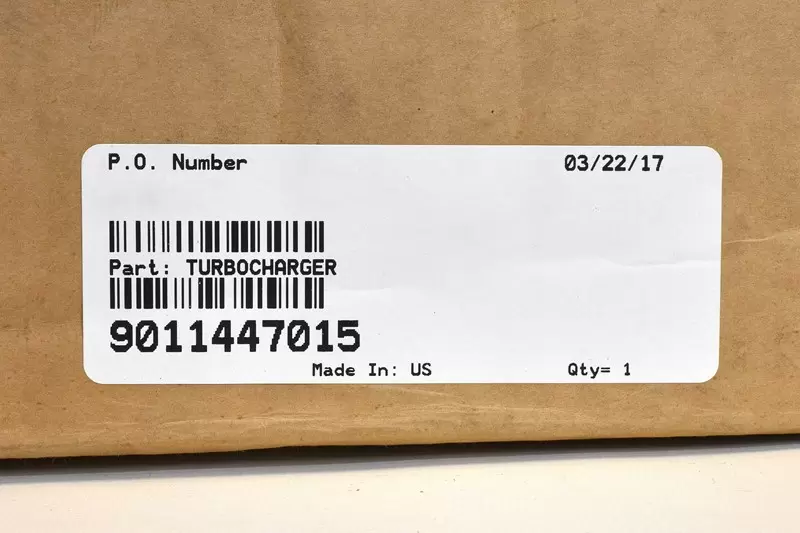 P.O. Number 03/22/17
Part: TURBOCHARGER
9011447015
Made In: US Qty= 1